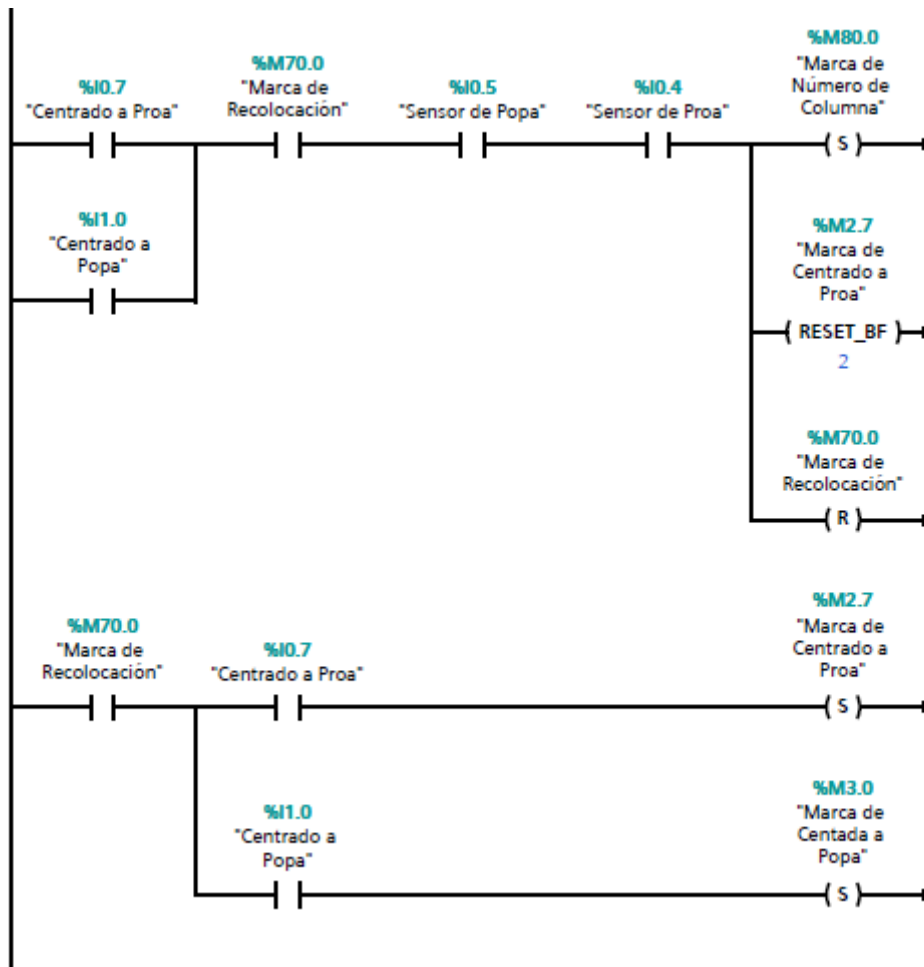 %M80.0
"Marca de
Número de
Columna"
%M70.0
"Marca de
Recolocación"
%I0.7
"Centrado a Proa"
%I0.5
"Sensor de Popa"
%I0.4
"Sensor de Proa"
S
%I1.0
"Centrado a
Popa"
%M2.7
"Marca de
Centrado a
Proa"
RESET_BF
2
%M70.0
"Marca de
Recolocación"
R
%M2.7
"Marca de
Centrado a
Proa"
%M70.0
"Marca de
Recolocación"
%I0.7
"Centrado a Proa"
S
%M3.0
"Marca de
Centada a
Popa"
%I1.0
"Centrado a
Popa"
S